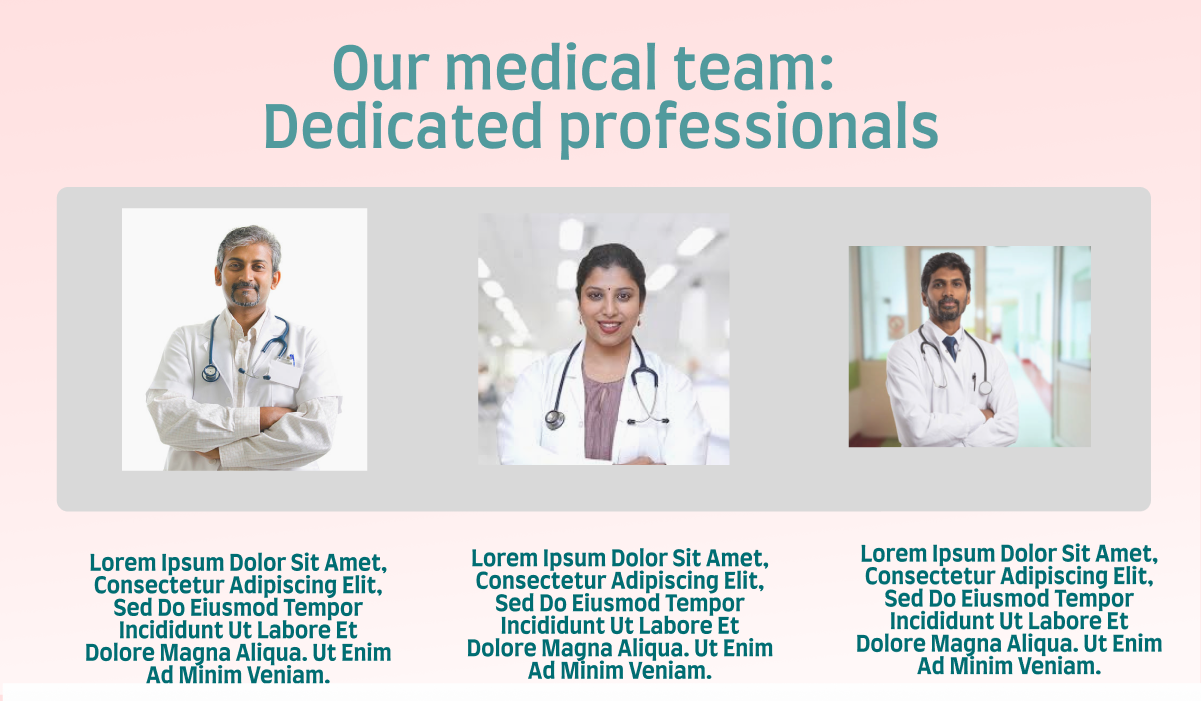 Our medical team:
Dedicated professionals
Lorem Ipsum Dolor Sit Amet,
Consectetur Adipiscing Elit,
Sed Do Eiusmod Tempor
Incididunt Ut Labore Et
Dolore Magna Aliqua. Ut Enim
Ad Minim Veniam.
Lorem Ipsum Dolor Sit Amet,
Consectetur Adipiscing Elit,
Sed Do Eiusmod Tempor
Incididunt Ut Labore Et
Dolore Magna Aliqua. Ut Enim
Ad Minim Veniam.
Lorem Ipsum Dolor Sit Amet,
Consectetur Adipiscing Elit,
Sed Do Eiusmod Tempor
Incididunt Ut Labore Et
Dolore Magna Aliqua. Ut Enim
Ad Minim Veniam.